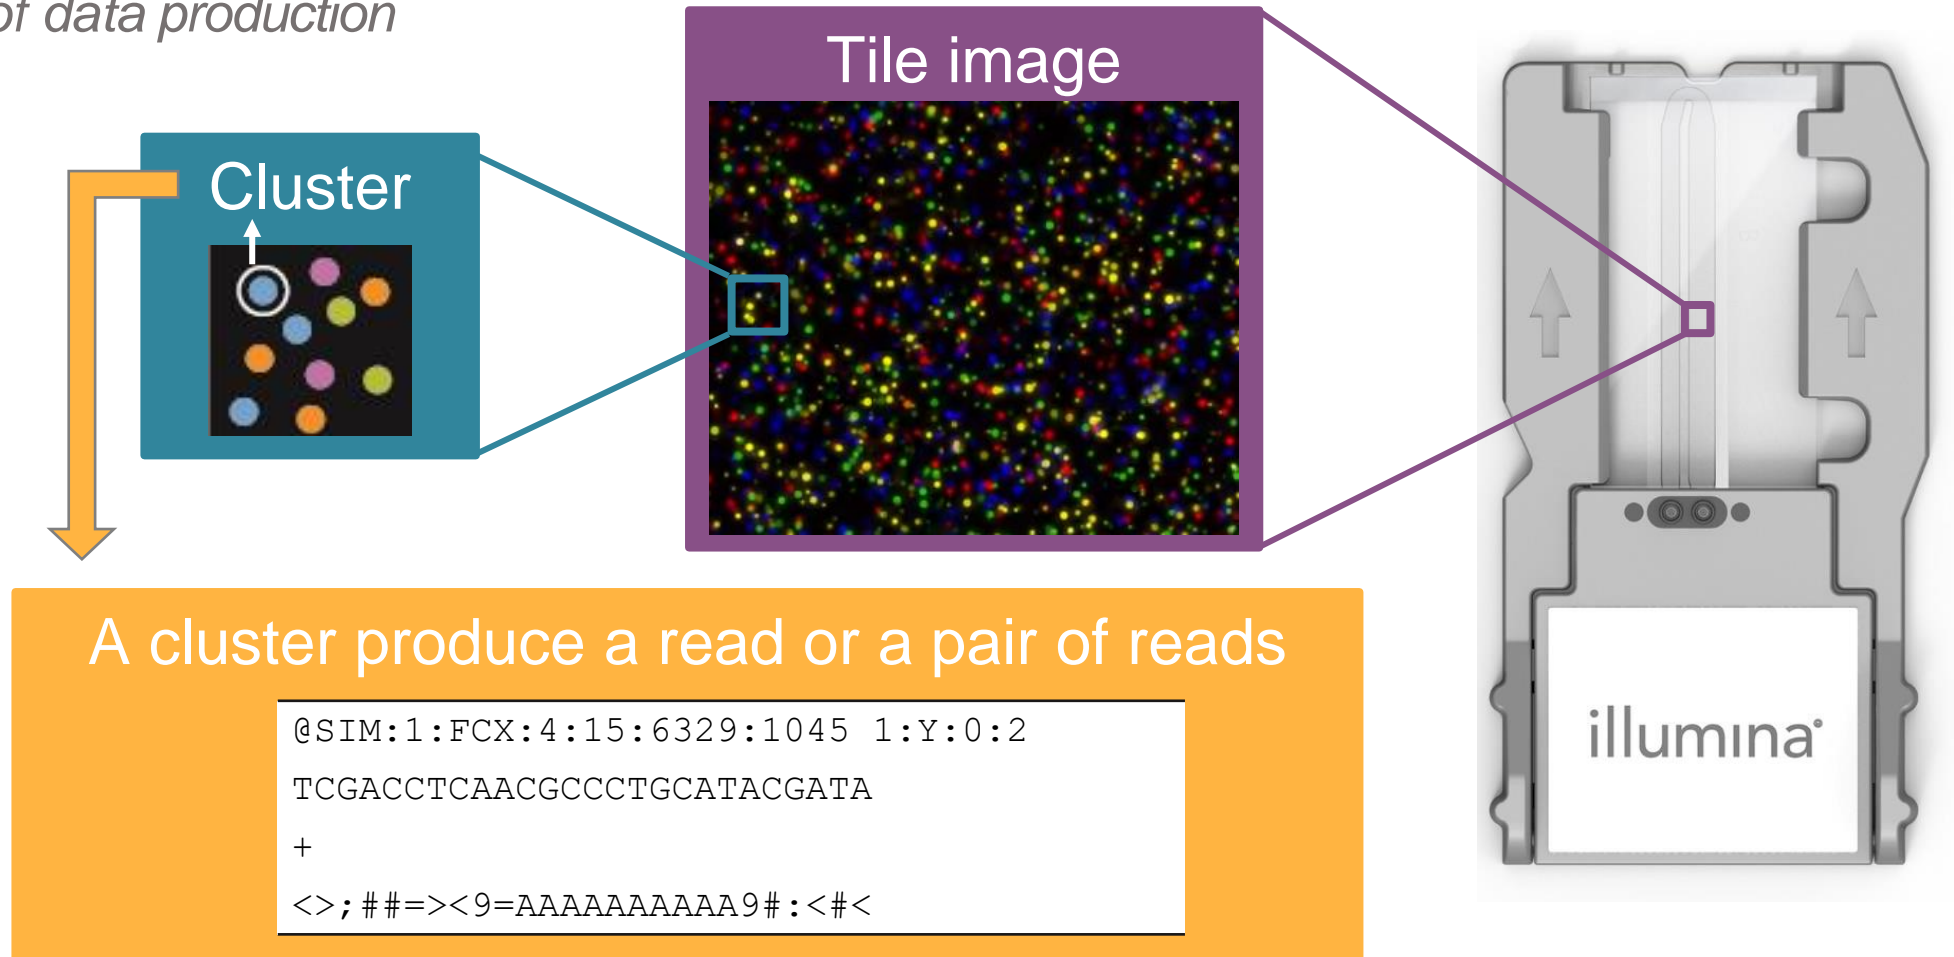 of data production
Tile image
Cluster
A cluster produce a read or a pair of reads
@SIM:1:FCX:4:15:6329:1045 1:Y:0:2
TCGACCTCAACGCCCTGCATACGATA
+
<>;##=><9=AAAAAAAAAA9#:<#<
illumina